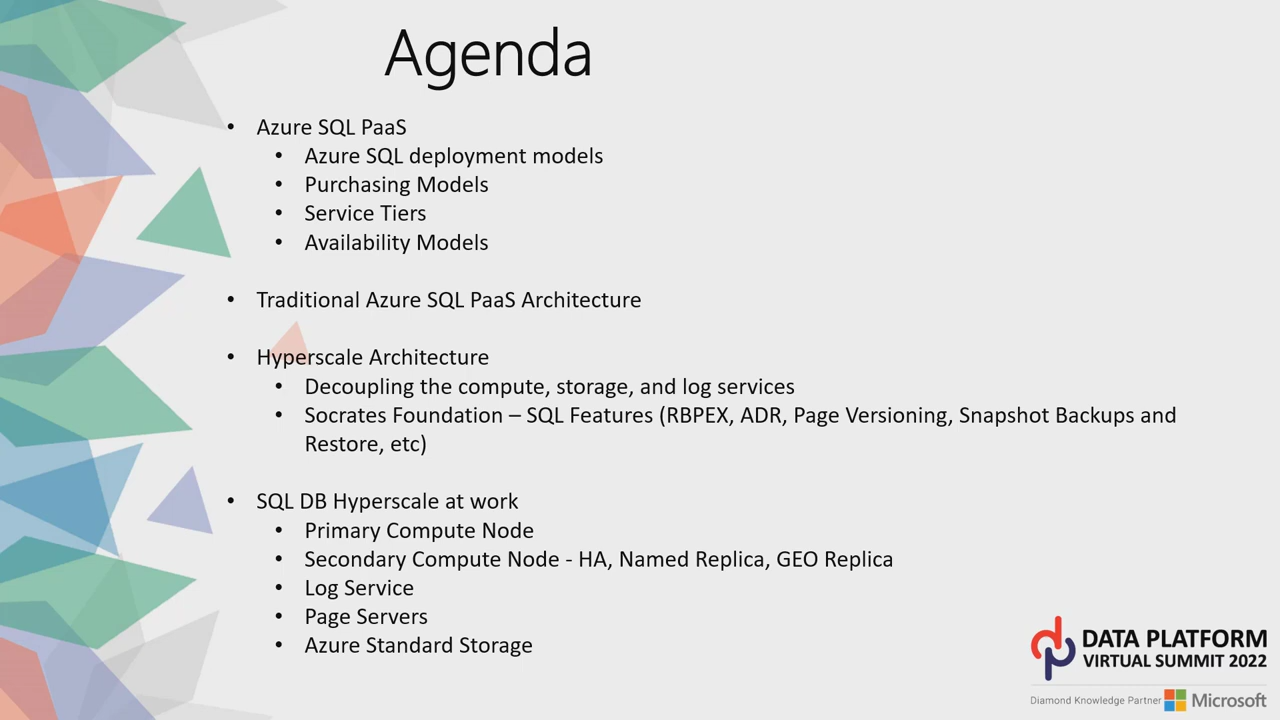 Agenda
• Azure SQL PaaS
• Azure SQL deployment models
• Purchasing Models
• Service Tiers
• Availability Models
• Traditional Azure SQL PaaS Architecture
• Hyperscale Architecture
• Decoupling the compute, storage, and log services
• Socrates Foundation – SQL Features (RBPEX, ADR, Page Versioning, Snapshot Backups and
Restore, etc)
• SQL DB Hyperscale at work
• Primary Compute Node
• Secondary Compute Node - HA, Named Replica, GEO Replica
• Log Service
• Page Servers
• Azure Standard Storage
DATA PLATFORM
VIRTUAL SUMMIT 2022
Diamond Knowledge Partner Microsoft